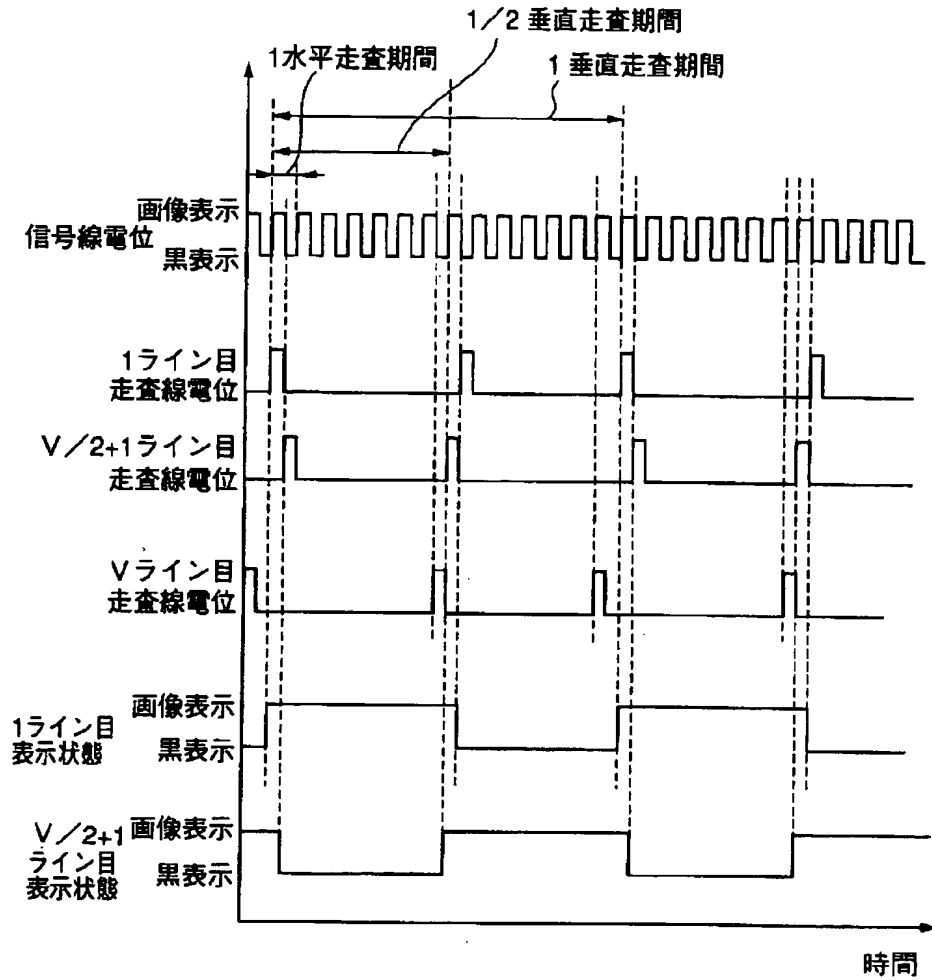 1/2 垂直走査期間
1水平走査期間
1 垂直走査期間
画像表示
信号線電位
黒表示
1ライン目
走査線電位
V/2+1ライン目
走査線電位
Vライン目
走査線電位
画像表示
1ライン目
表示状態
黒表示
V/2+1
画像表示
ライン目
表示状態
黒表示
時間